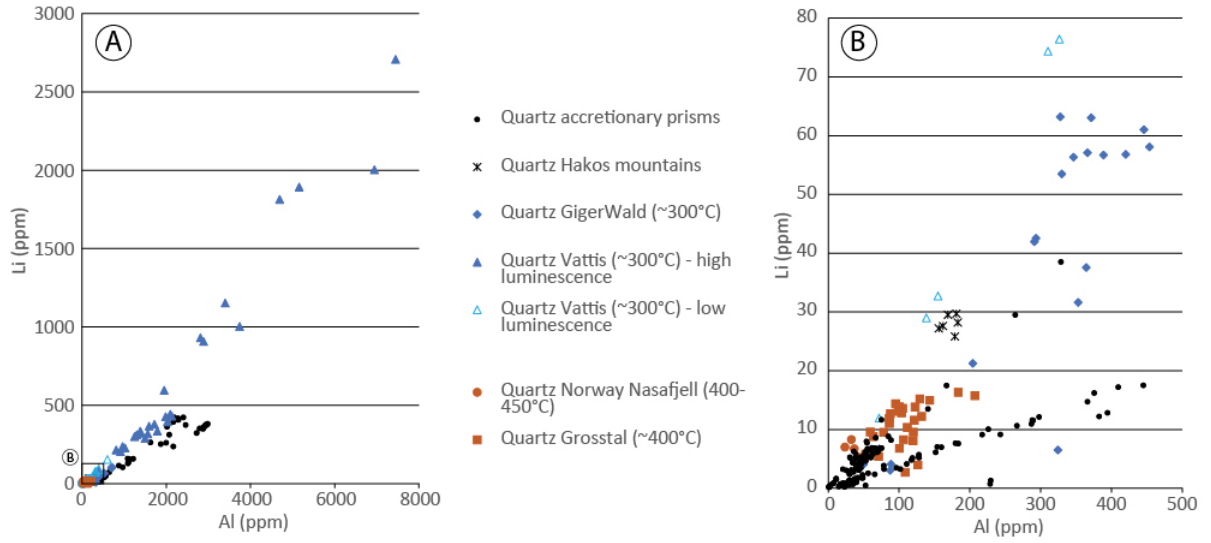 A
3000
2500
2000
1500
1000
500
0
Li (ppm)
B
0
2000
4000
6000
8000
Al (ppm)
Quartz accretionary prisms
Quartz Hakos mountains
Quartz GigerWald (~300°C)
Quartz Vattis (~300°C) - high
luminescence
Quartz Vattis (~300°C) - low
luminescence
Quartz Norway Nasafjell (400-
450°C)
Quartz Grosstal (~400°C)
B
80
70
60
50
40
30
20
10
0
Li (ppm)
0
100
200
300
400
500
Al (ppm)